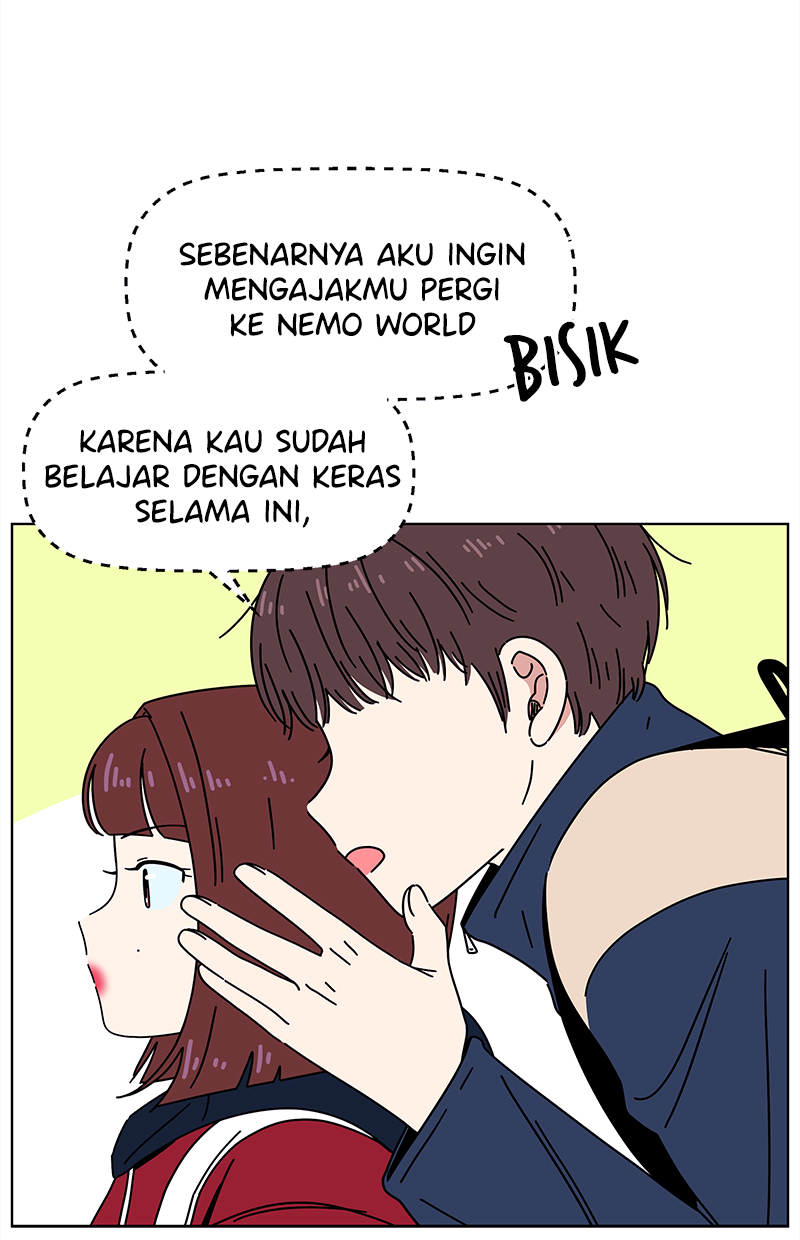 SEBENARNYA AKU INGIN
MENGAJAKMU PERGI
KE NEMO WORLD
BISIK
KARENA KAU SUDAH
BELAJAR DENGAN KERAS
SELAMA INI,